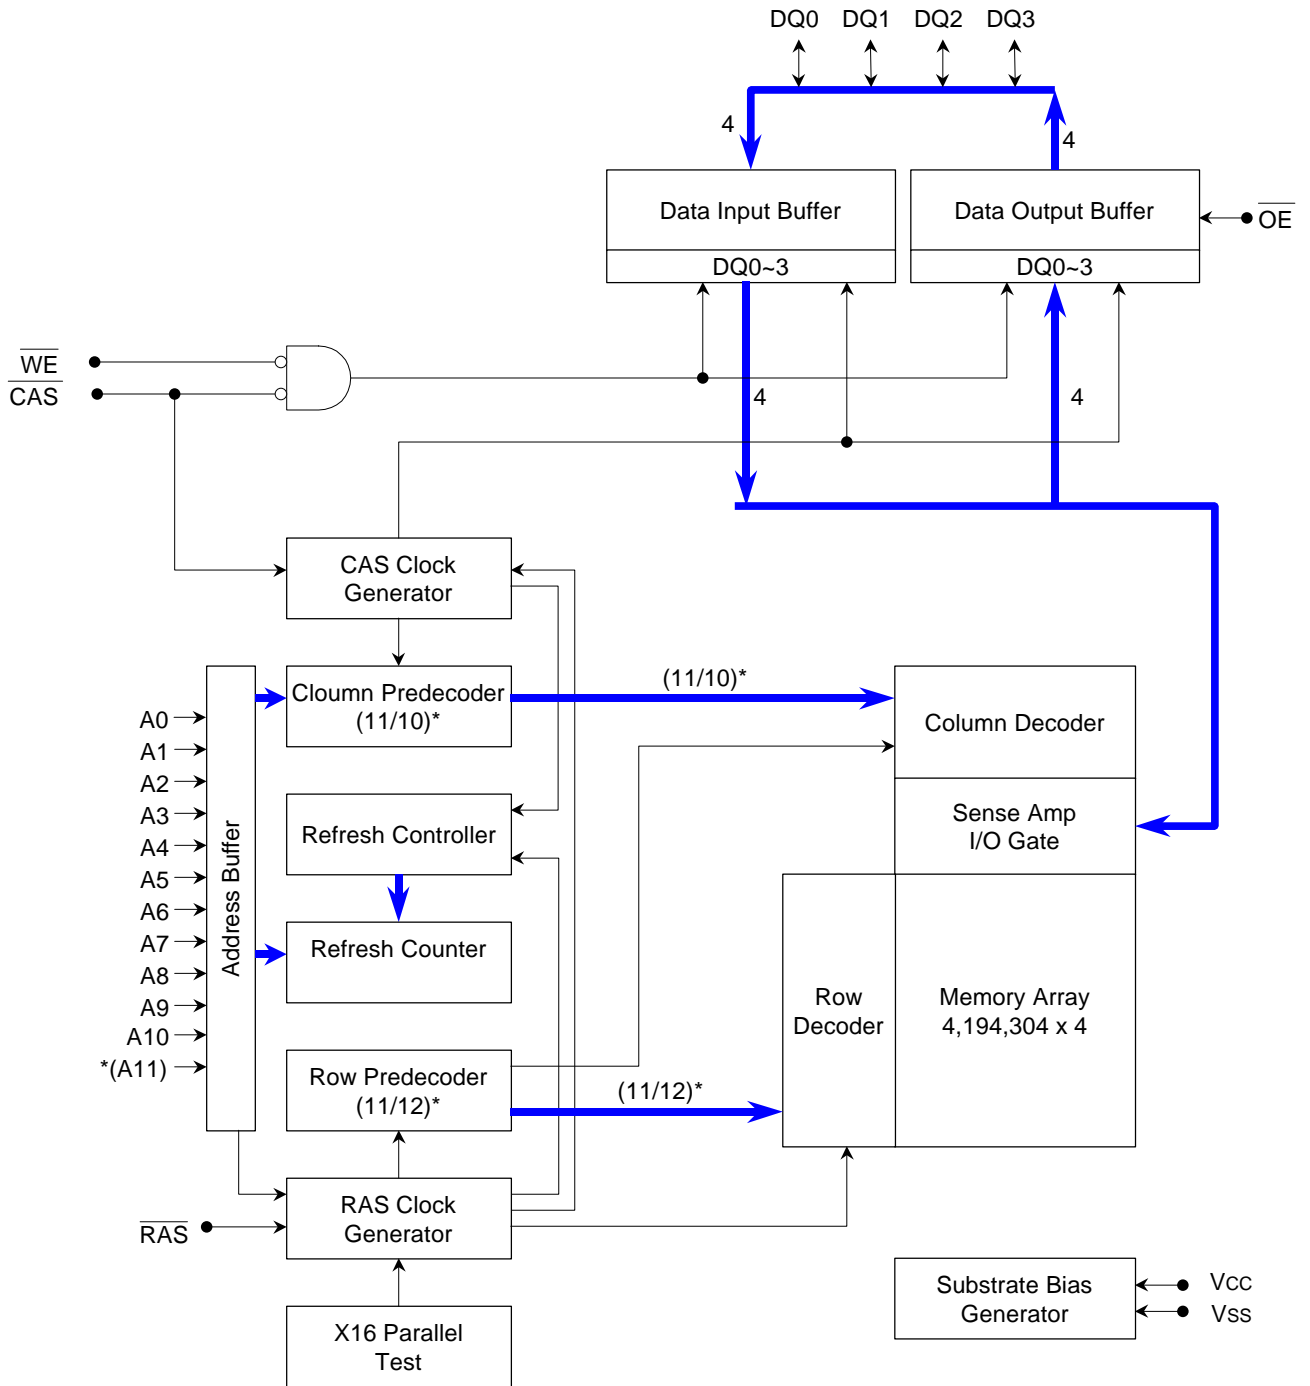 DQ0 DQ1 DQ2 DQ3
4
4
Data Input Buffer
DQ0~3
Data Output Buffer
DQ0~3
OE
WE
CAS
4
4
CAS Clock
Generator
Cloumn Predecoder
(11/10)*
(11/10)*
Column Decoder
Sense Amp
I/O Gate
Refresh Controller
Refresh Counter
Address Buffer
A0
A1
A2
A3
A4
A5
A6
A7
A8
A9
A10
*(A11)
Row Predecoder
(11/12)*
(11/12)*
Row
Decoder
Memory Array
4,194,304 x 4
RAS
RAS Clock
Generator
X16 Parallel
Test
Substrate Bias
Generator
VCC
VSS